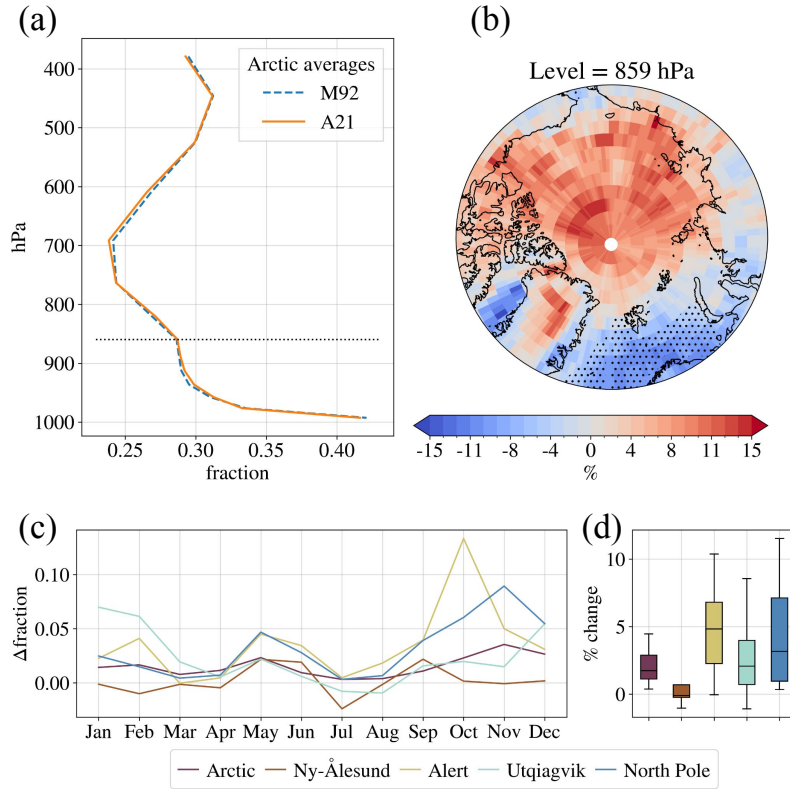 (a)
(b)
Arctic averages
M92
A21
400
500
600
700
800
900
1000
hPa
0.25 0.30 0.35 0.40
fraction
Level = 859 hPa
-15 -11 -8 -4 0 4 8 11 15
%
(c)
(d)
0.10
0.05
0.00
Δfraction
Jan Feb Mar Apr May Jun Jul Aug Sep Oct Nov Dec
10
5
0
% change
Arctic Ny-Ålesund Alert Utqiagvik North Pole